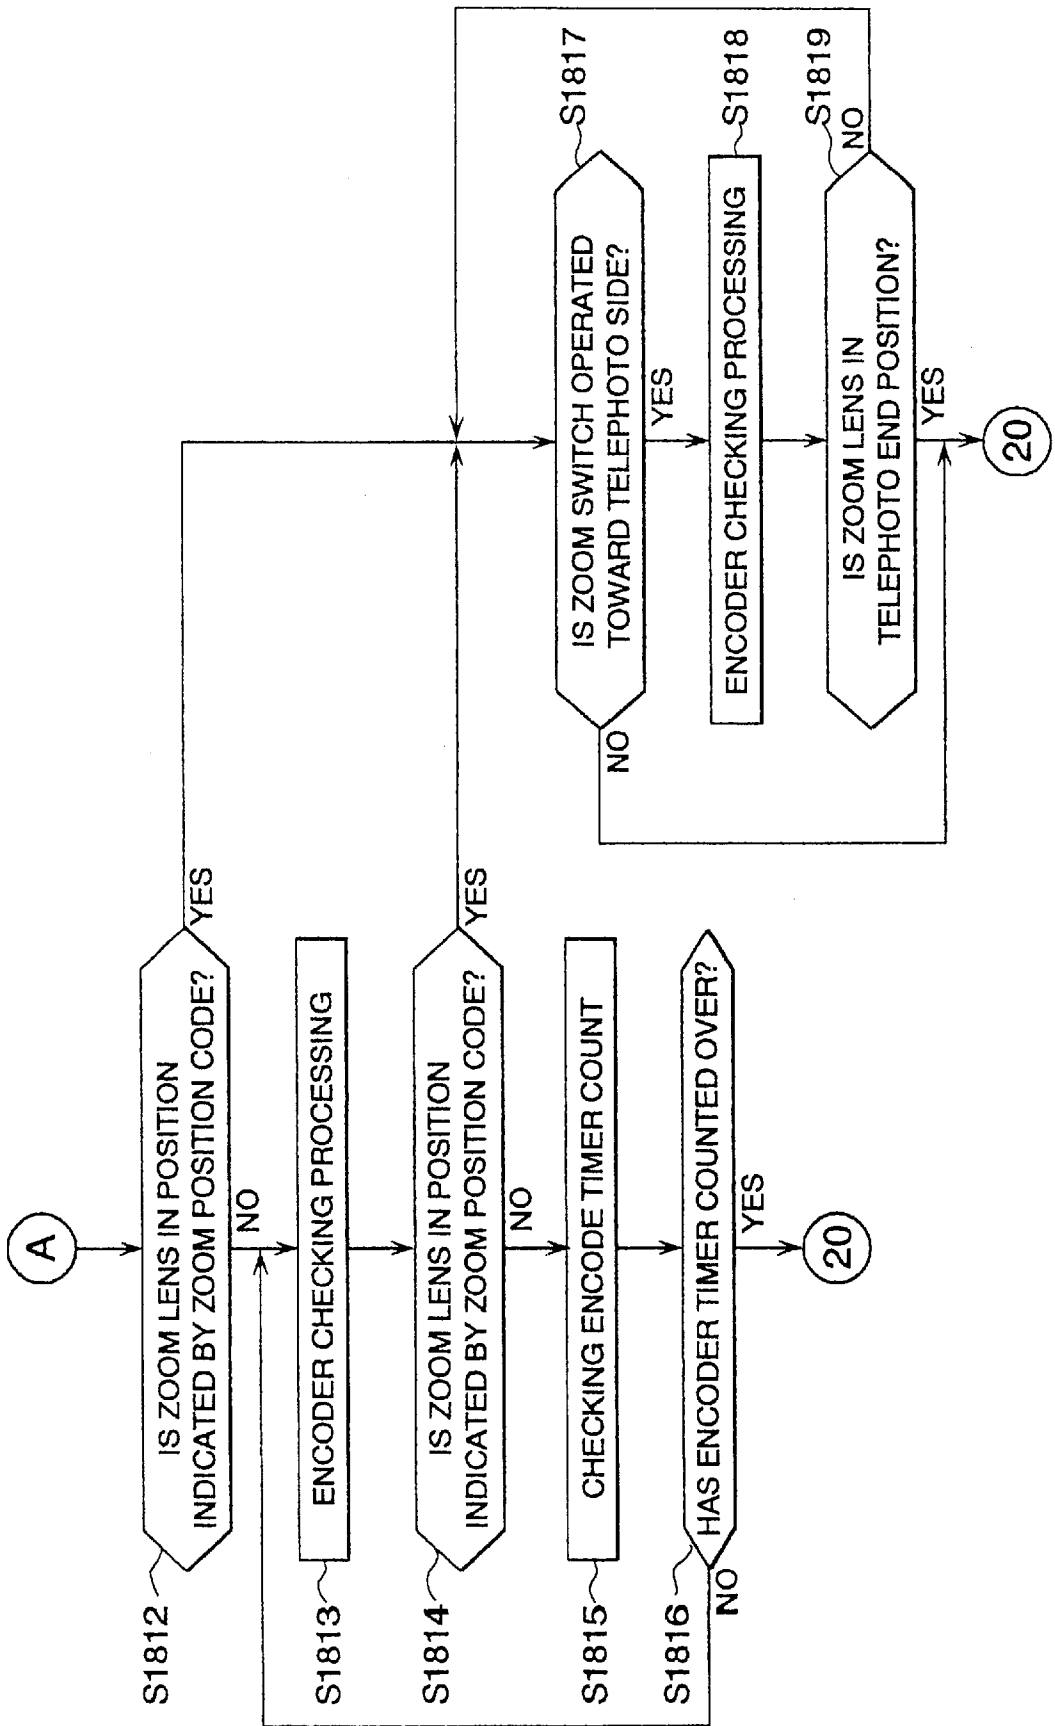 A
S1812
IS ZOOM LENS IN POSITION
INDICATED BY ZOOM POSITION CODE?
YES
NO
S1813
ENCODER CHECKING PROCESSING
S1814
IS ZOOM LENS IN POSITION
INDICATED BY ZOOM POSITION CODE?
YES
NO
S1815
CHECKING ENCODE TIMER COUNT
S1816
HAS ENCODER TIMER COUNTED OVER?
NO
YES
20
S1817
IS ZOOM SWITCH OPERATED
TOWARD TELEPHOTO SIDE?
NO
YES
S1818
ENCODER CHECKING PROCESSING
S1819
IS ZOOM LENS IN
TELEPHOTO END POSITION?
NO
YES
20